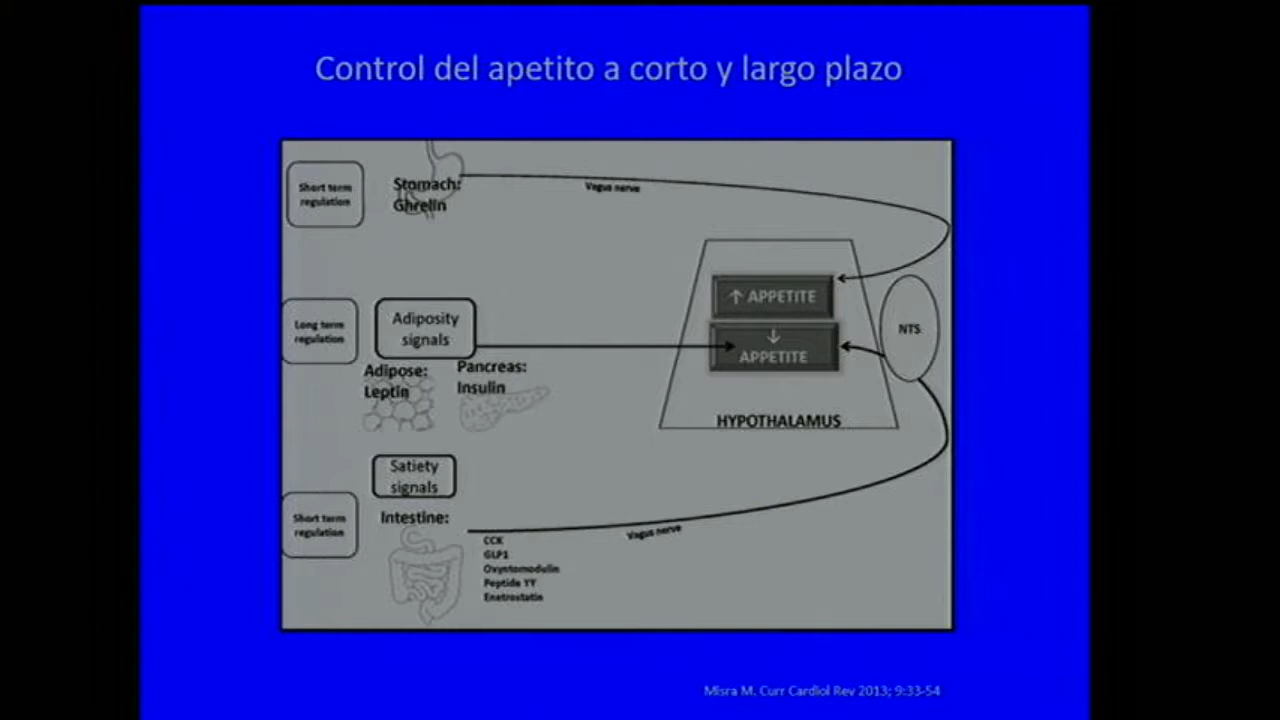 Control del apetito a corto y largo plazo
Short term
regulation
Stomach:
Ghrelin
Vagus nerve
↑ APPETITE
↓
APPETITE
NTS
HYPOTHALAMUS
Long term
regulation
Adiposity
signals
Adipose:
Leptin
Pancreas:
Insulin
Satiety
signals
Short term
regulation
Intestine:
Vagus nerve
CCK
GLP1
Oxyntomodulin
Peptide YY
Enetrostatin
Misra M. Curr Cardiol Rev 2013; 9:33-54